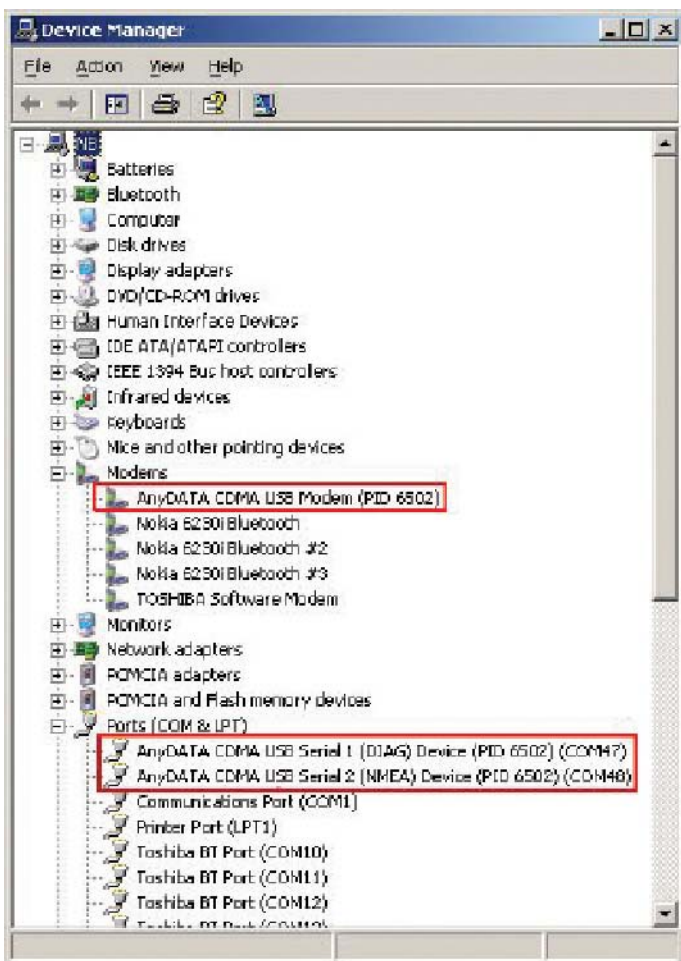 Device Manager
File Action View Help
NB
Batteries
Bluetooth
Computer
Disk drives
Display adapters
DVD/CD-ROM drives
Human Interface Devices
IDE ATA/ATAPI controllers
IEEE 1394 Bus host controllers
Infrared devices
Keyboards
Mice and other pointing devices
Modems
AnyDATA CDMA USB Modem (PID 6502)
Nokia 6230i Bluetooth
Nokia 6230i Bluetooth #2
Nokia 6230i Bluetooth #3
TOSHIBA Software Modem
Monitors
Network adapters
PCMCIA adapters
PCMCIA and Flash memory devices
Ports (COM & LPT)
AnyDATA CDMA USB Serial 1 (DIAG) Device (PID 6502) (COM47)
AnyDATA CDMA USB Serial 2 (NMEA) Device (PID 6502) (COM48)
Communications Port (COM1)
Printer Port (LPT1)
Toshiba BT Port (COM10)
Toshiba BT Port (COM11)
Toshiba BT Port (COM12)
Toshiba BT Port